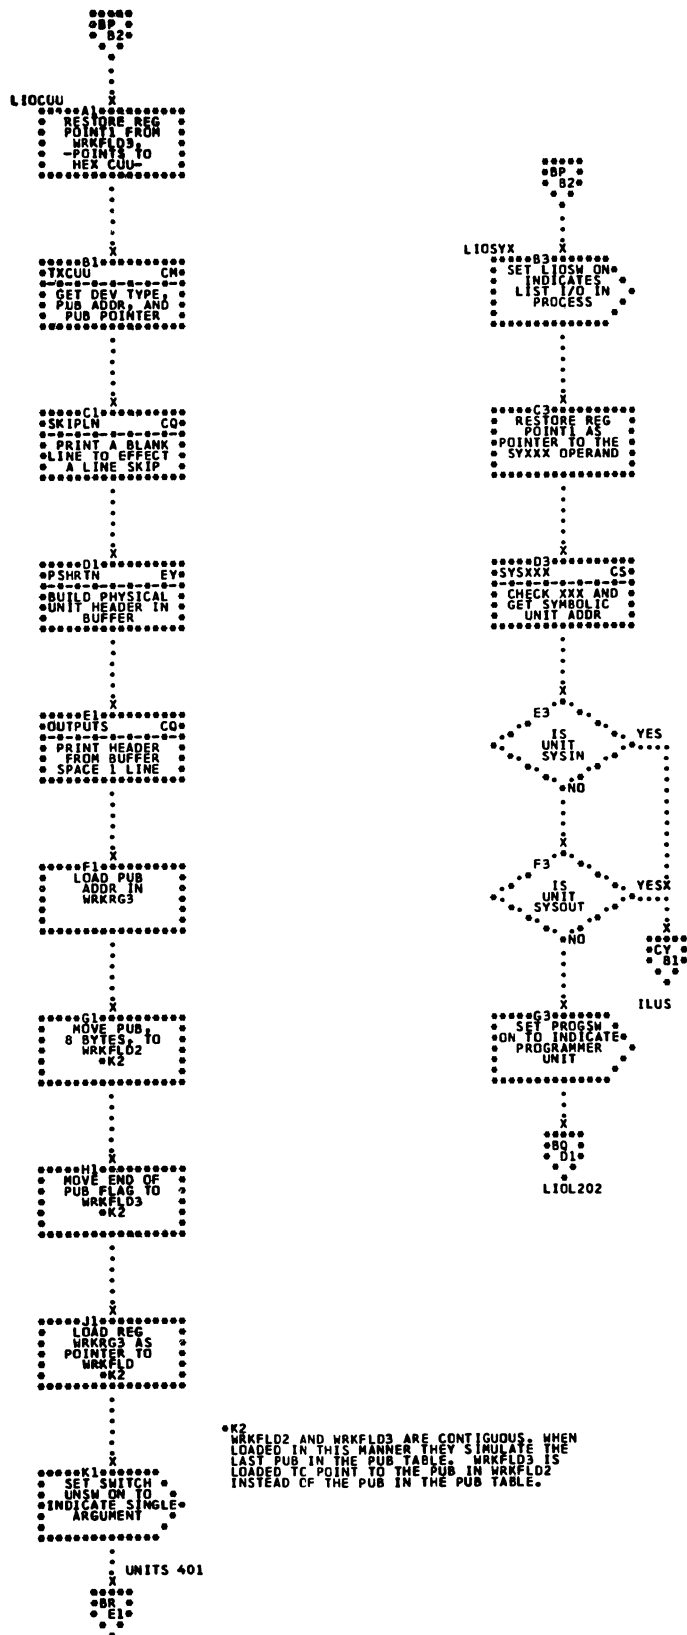 BP
B2
LIOCUU
A1
RESTORE REG
POINT1 FROM
WRKFLD3,
-POINTS TO
HEX CUU-
B1
TXCUU CM
GET DEV TYPE,
PUB ADDR, AND
PUB POINTER
C1
SKIPLN CQ
PRINT A BLANK
LINE TO EFFECT
A LINE SKIP
D1
PSHRTN EY
BUILD PHYSICAL
UNIT HEADER IN
BUFFER
E1
OUTPUTS CQ
PRINT HEADER
FROM BUFFER
SPACE 1 LINE
F1
LOAD PUB
ADDR IN
WRKRG3
G1
MOVE PUB,
8 BYTES, TO
WRKFLD2
*K2
H1
MOVE END OF
PUB FLAG TO
WRKFLD3
*K2
J1
LOAD REG
WRKRG3 AS
POINTER TO
WRKFLD
*K2
K1
SET SWITCH
UNSW ON TO
INDICATE SINGLE
ARGUMENT
UNITS 401
BR
E1
BP
B2
LIOSYX
B3
SET LIOSW ON
INDICATES
LIST I/O IN
PROCESS
C3
RESTORE REG
POINT1 AS
POINTER TO THE
SYXXX OPERAND
D3
SYSXXX CS
CHECK XXX AND
GET SYMBOLIC
UNIT ADDR
E3
IS
UNIT
SYSIN
YES
NO
F3
IS
UNIT
SYSOUT
YES
NO
CY
B1
ILUS
G3
SET PROGSW
ON TO INDICATE
PROGRAMMER
UNIT
BQ
D1
LIOL202
*K2
WRKFLD2 AND WRKFLD3 ARE CONTIGUOUS. WHEN
LOADED IN THIS MANNER THEY SIMULATE THE
LAST PUB IN THE PUB TABLE. WRKFLD3 IS
LOADED TO POINT TO THE PUB IN WRKFLD2
INSTEAD OF THE PUB IN THE PUB TABLE.